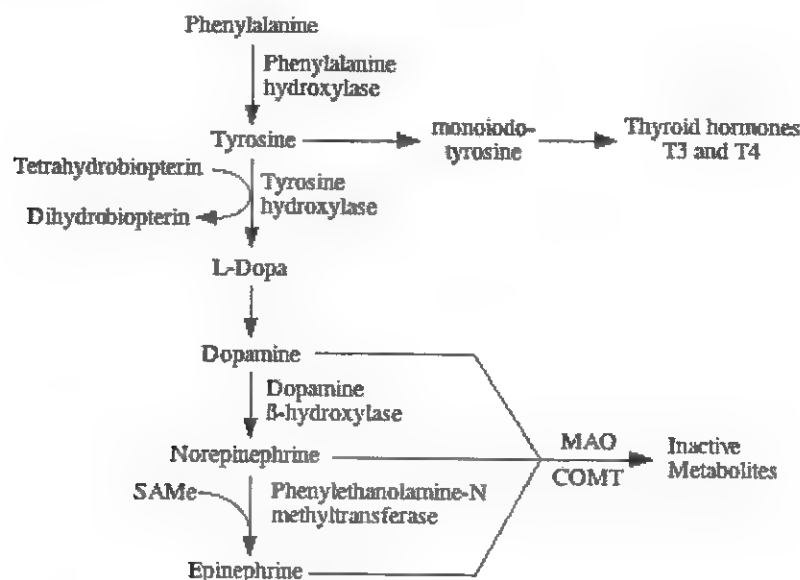 Phenylalanine
Phenylalanine
hydroxylase
Tyrosine
monoiodo-
tyrosine
Thyroid hormones
T3 and T4
Tetrahydrobiopterin
Tyrosine
hydroxylase
Dihydrobiopterin
L-Dopa
Dopamine
Dopamine
ß-hydroxylase
Norepinephrine
MAO
COMT
Inactive
Metabolites
SAMe
Phenylethanolamine-N
methyltransferase
Epinephrine